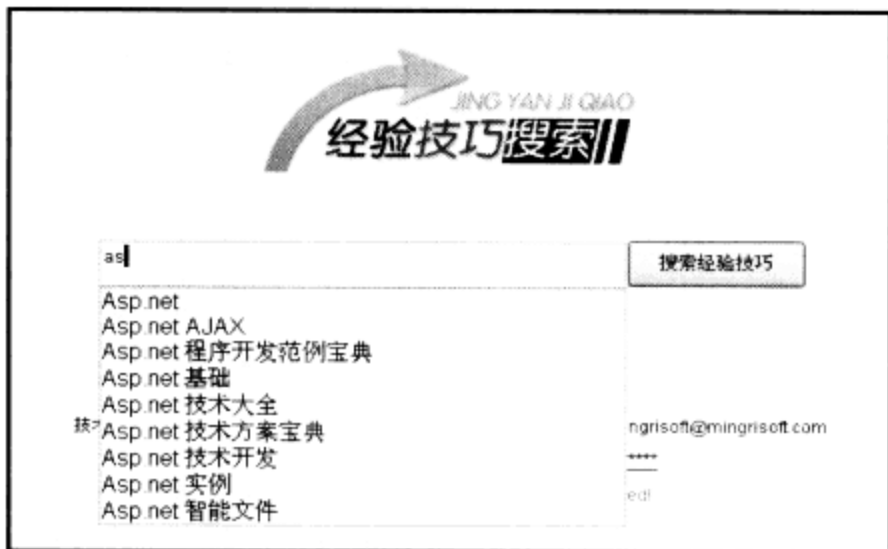 JING YAN JI QIAO
经验技巧搜索
as
搜索经验技巧
Asp.net
Asp.net AJAX
Asp.net 程序开发范例宝典
Asp.net 基础
Asp.net 技术大全
技
Asp.net 技术方案宝典
ngrisoft@mingrisoft.com
Asp.net 技术开发
****
Asp.net 实例
ed!
Asp.net 智能文件